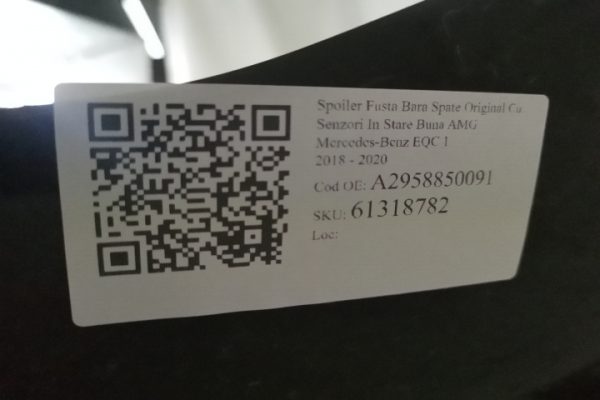 Spoiler Fusta Bara Spate Original Cu
Senzori In Stare Buna AMG
Mercedes-Benz EQC 1
2018 - 2020
Cod OE: A2958850091
SKU: 61318782
Loc: